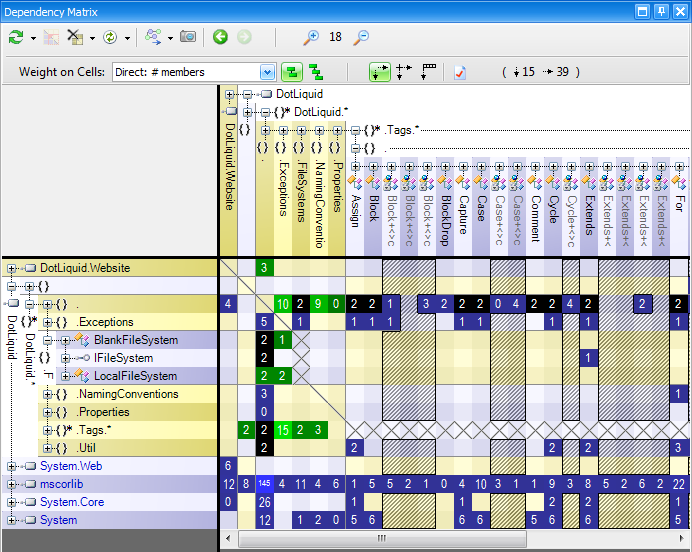 Dependency Matrix
18
Weight on Cells: Direct: # members ( 15 39 )
DotLiquid
DotLiquid.*
.Tags.*
.
DotLiquid.Website
{}
.
.Exceptions
.FileSystems
.NamingConventio
.Properties
Assign
Block
Block+<>c
Block+<>c
Block+<>c
BlockDrop
Capture
Case
Case+<>c
Case+<>c
Comment
Cycle
Cycle+<>c
Extends
Extends+<
Extends+<
Extends+<
Extends+<
For
DotLiquid
DotLiquid.*
DotLiquid.Website 3
{}
{} . 4 10 2 9 0 2 2 1 3 2 2 2 0 4 2 2 4 2 2 2
{} .Exceptions 5 1 1 1 1 1 1 1 1 1
BlankFileSystem 2 1
{} IFileSystem 2 1
LocalFileSystem 2 2
{} .NamingConventions 3
{} .Properties 0
{}* .Tags.* 2 2 15 2 3
{} .Util 2 2 2 2 3
System.Web 6
mscorlib 12 8 145 4 11 4 6 1 5 5 2 1 0 4 10 3 1 1 9 3 8 5 2 6 2 22
System.Core 0 26 1 1 1 1 1
System 12 1 2 0 5 6 6 10 5 6 6 6